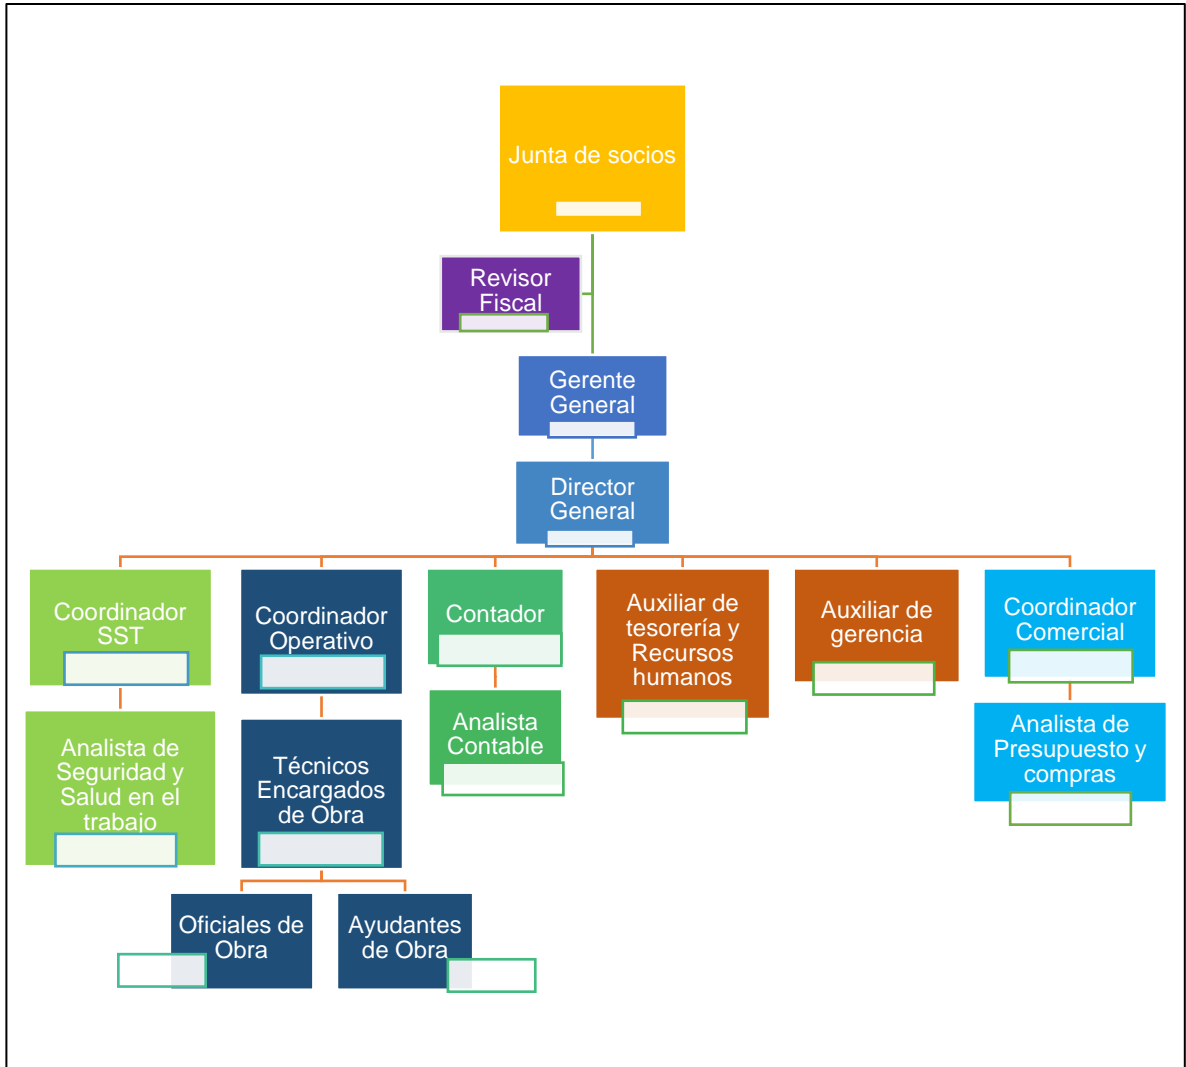 Junta de socios
Revisor
Fiscal
Gerente
General
Director
General
Coordinador
SST
Coordinador
Operativo
Contador
Auxiliar de
tesorería y
Recursos
humanos
Auxiliar de
gerencia
Coordinador
Comercial
Analista de
Seguridad y
Salud en el
trabajo
Técnicos
Encargados
de Obra
Analista
Contable
Analista de
Presupuesto y
compras
Oficiales de
Obra
Ayudantes
de Obra